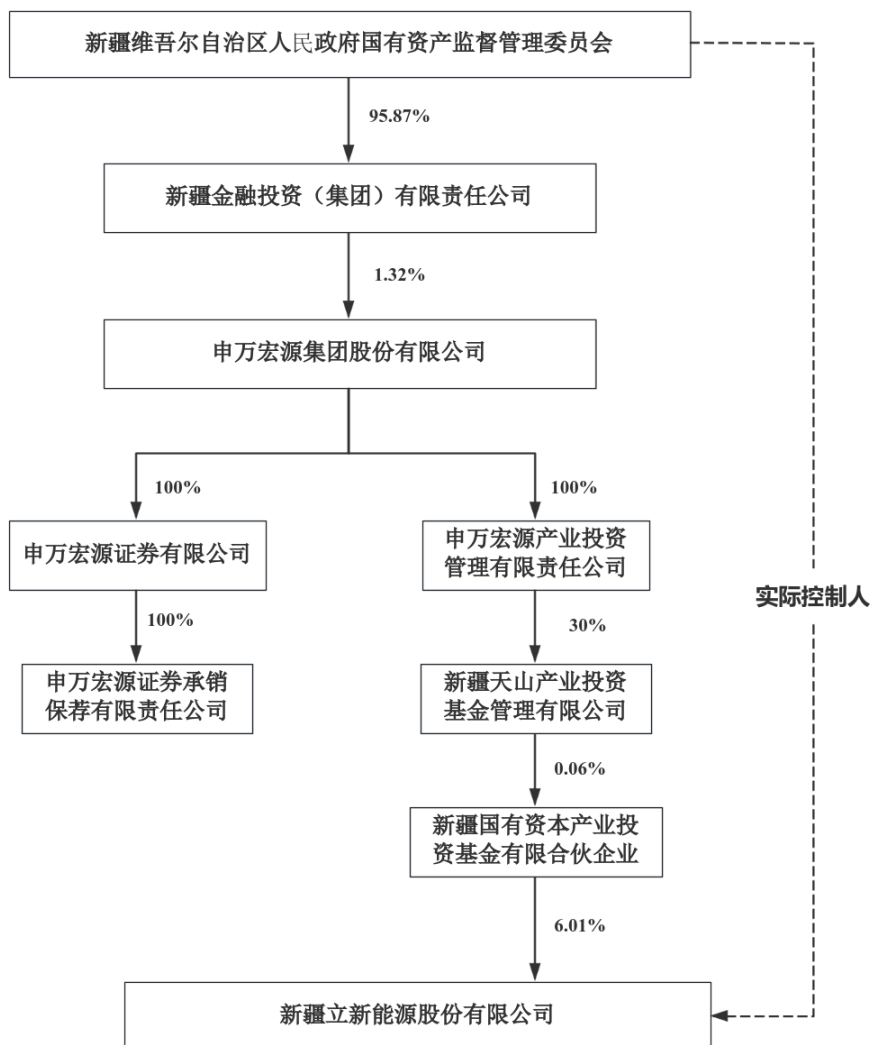 新疆维吾尔自治区人民政府国有资产监督管理委员会
95.87%
新疆金融投资（集团）有限责任公司
1.32%
申万宏源集团股份有限公司
100%
100%
申万宏源证券有限公司
申万宏源产业投资
管理有限责任公司
实际控制人
100%
30%
申万宏源证券承销
保荐有限责任公司
新疆天山产业投资
基金管理有限公司
0.06%
新疆国有资本产业投
资基金有限合伙企业
6.01%
新疆立新能源股份有限公司